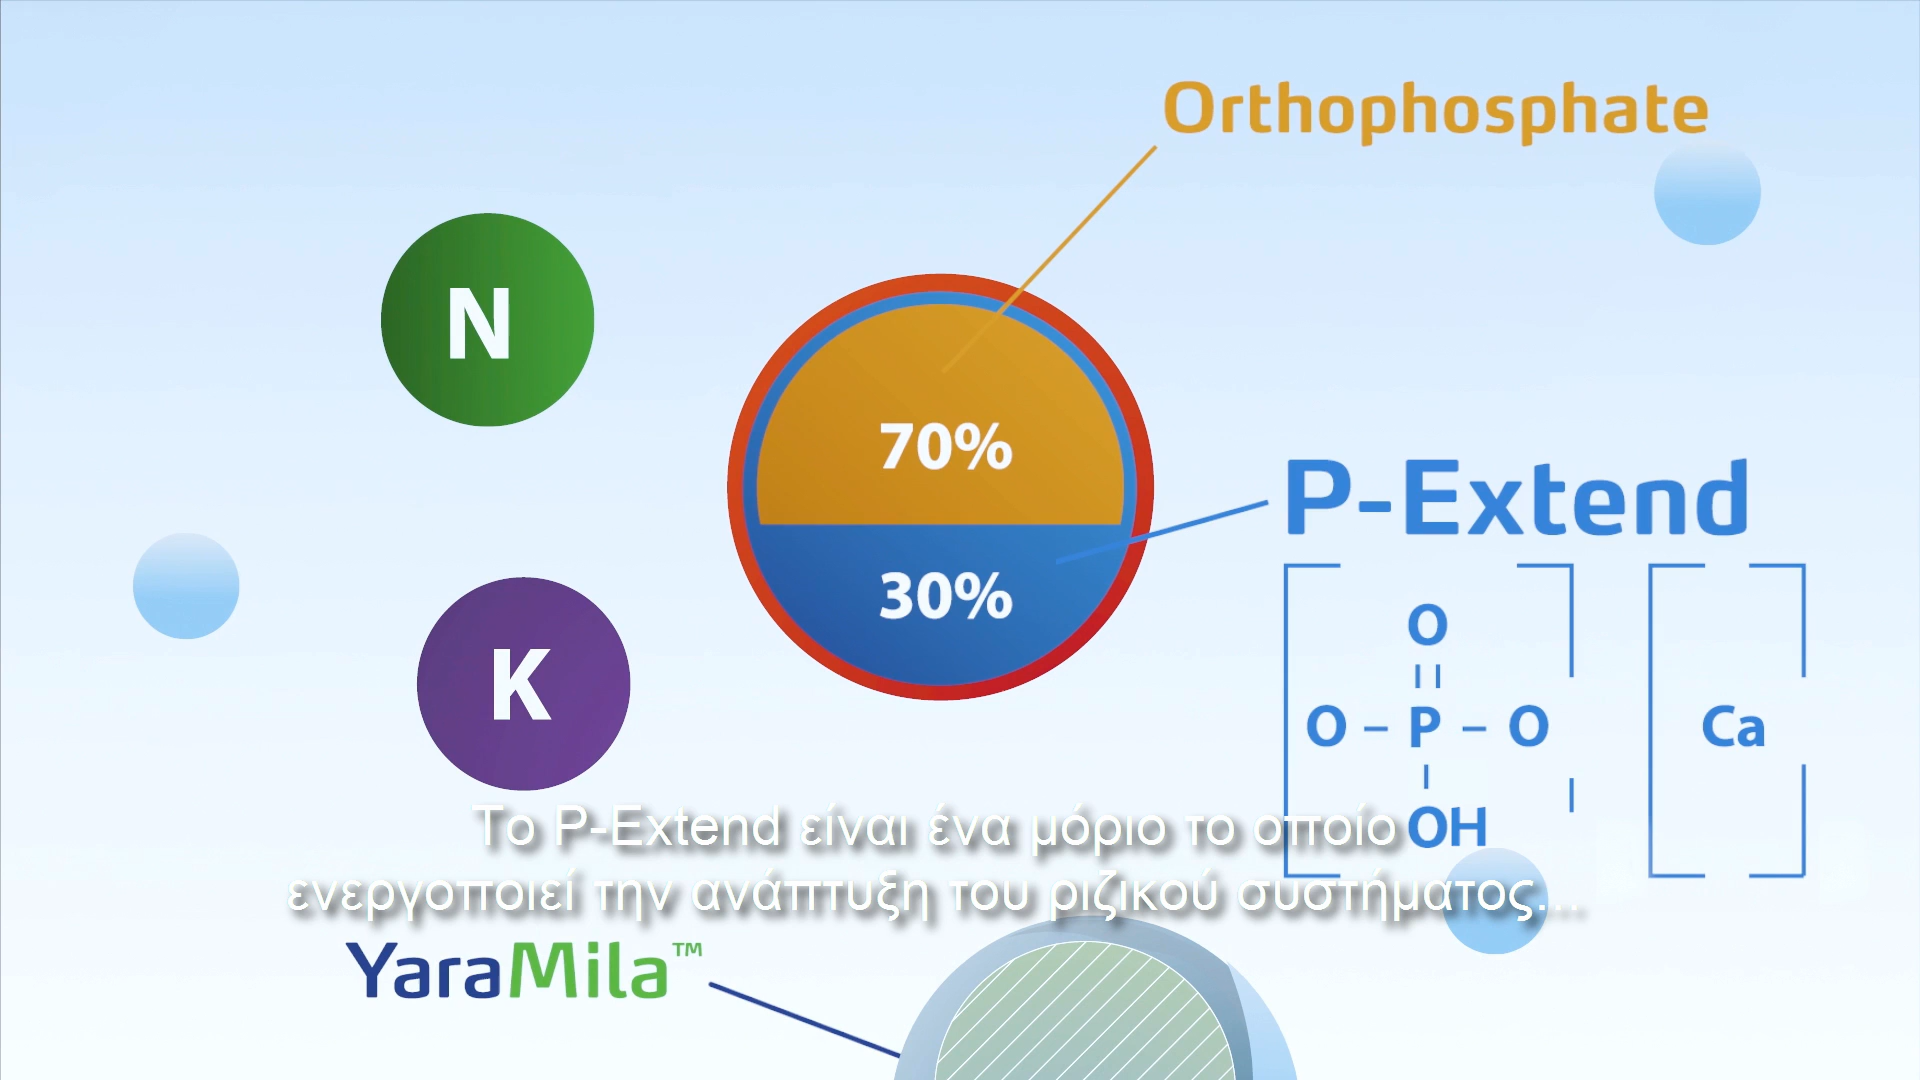 Orthophosphate
N
70%
P-Extend
30%
O
O – P – O
Ca
K
OH
Το P-Extend είναι ένα μόριο το οποίο
ενεργοποιεί την ανάπτυξη του ριζικού συστήματος...
YaraMila™